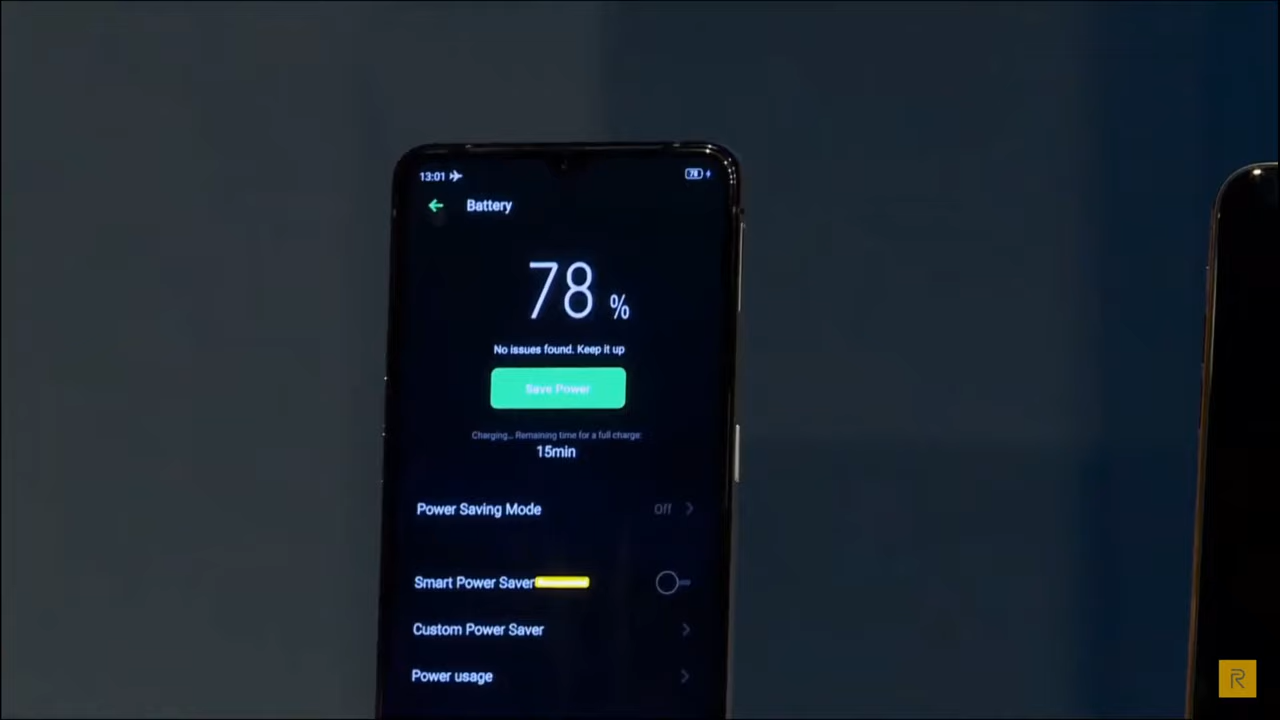 13:01 78
Battery
78 %
No issues found. Keep it up
Save Power
Charging... Remaining time for a full charge:
15min
Power Saving Mode Off
Smart Power Saver
Custom Power Saver
Power usage
R